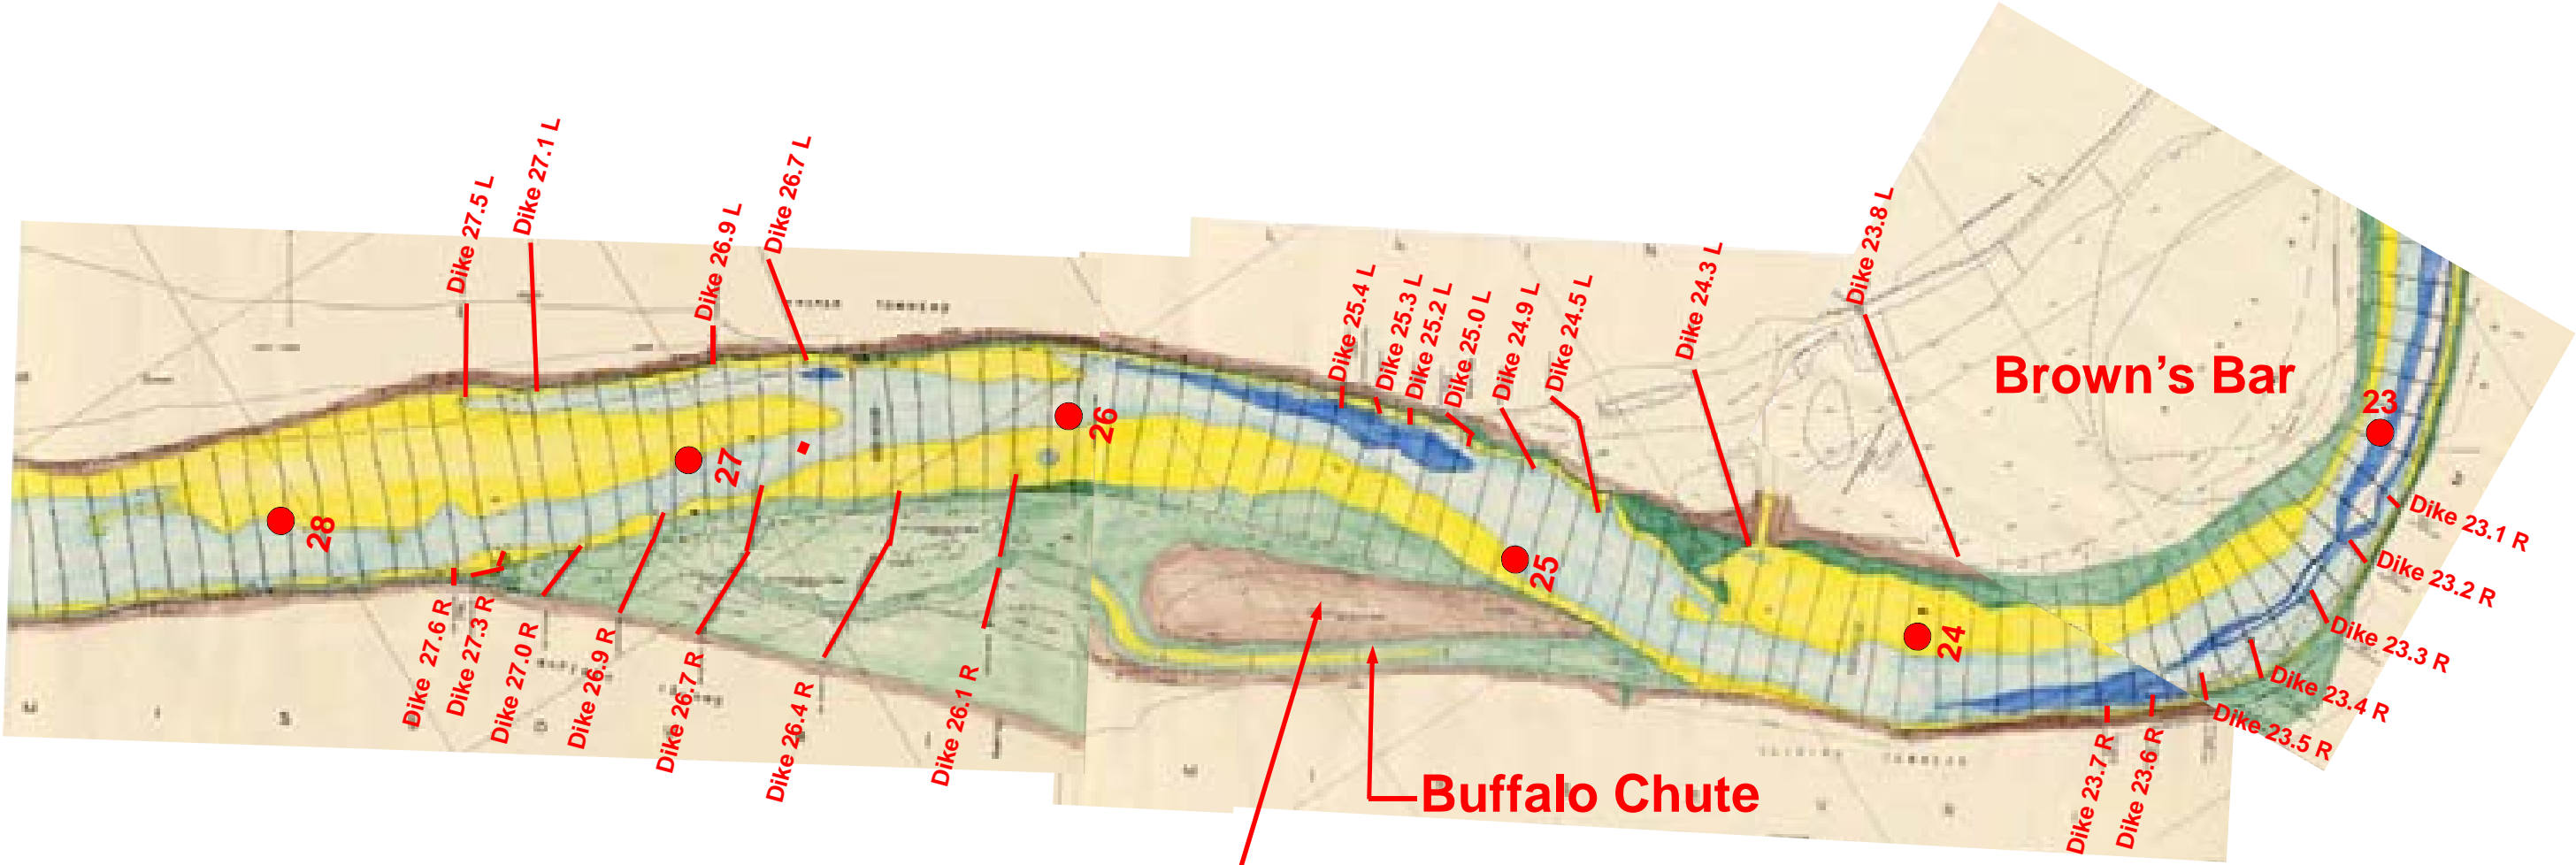 Dike 27.5 L
Dike 27.1 L
Dike 26.9 L
Dike 26.7 L
Dike 25.4 L
Dike 25.3 L
Dike 25.2 L
Dike 25.0 L
Dike 24.9 L
Dike 24.5 L
Dike 24.3 L
Dike 23.8 L
Brown's Bar
TOWNSHIP
28
27
26
25
24
23
Dike 27.6 R
Dike 27.3 R
Dike 27.0 R
Dike 26.9 R
Dike 26.7 R
Dike 26.4 R
Dike 26.1 R
Buffalo Chute
Dike 23.7 R
Dike 23.6 R
Dike 23.5 R
Dike 23.4 R
Dike 23.3 R
Dike 23.2 R
Dike 23.1 R